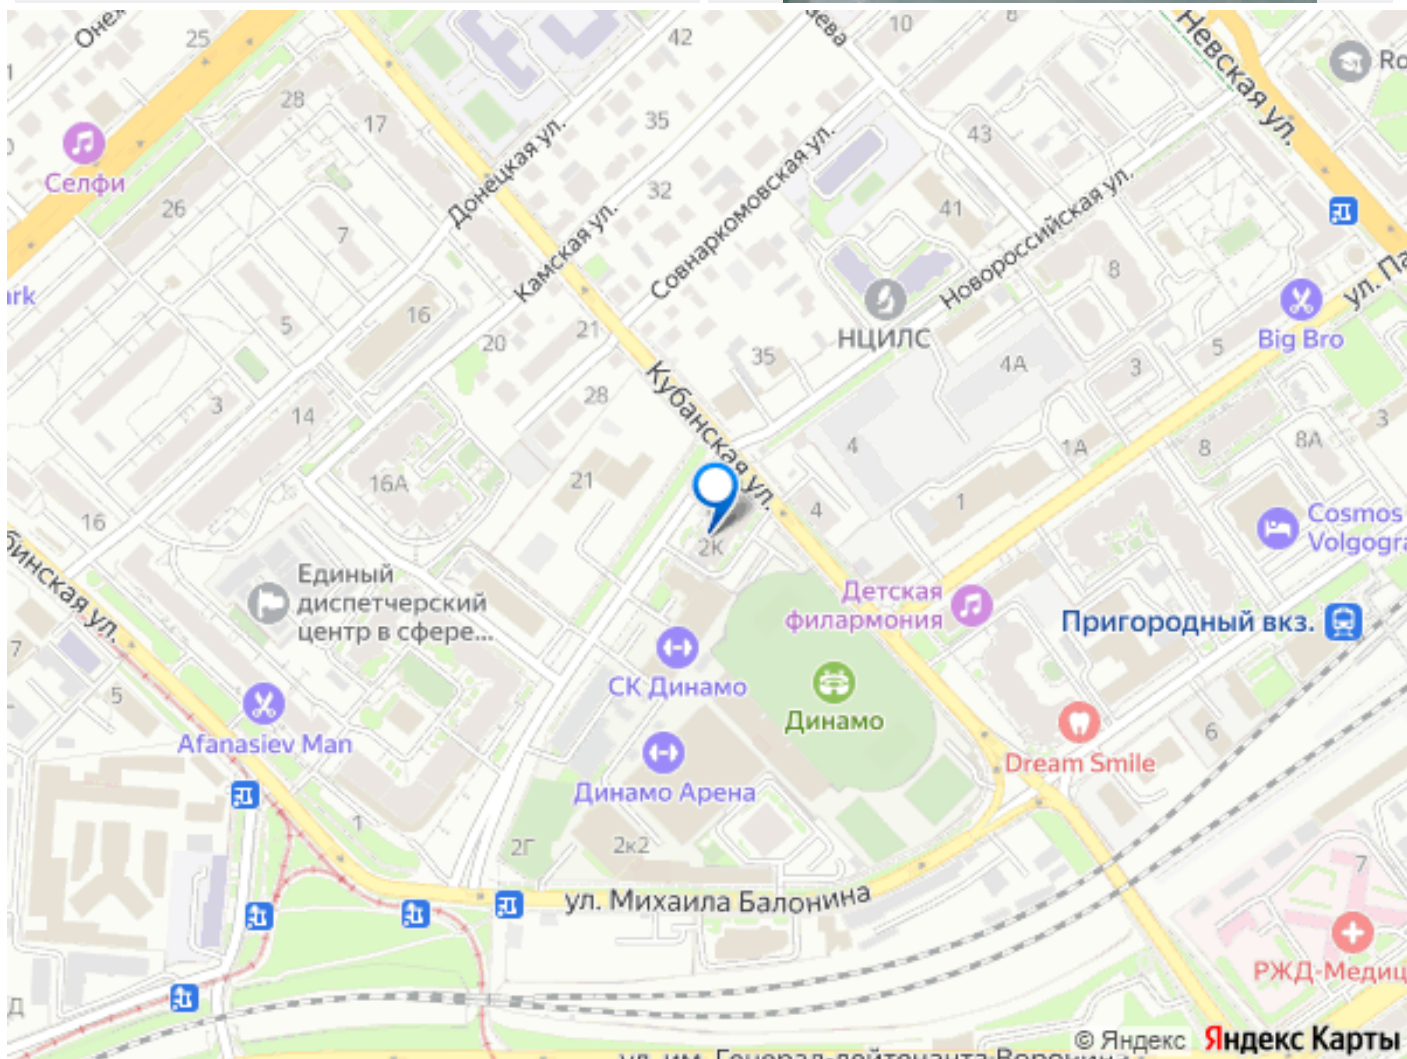 25
42
10
8
28
17
35
43
Невская ул.
Селфи
Донецкая ул.
32
Совнаркомовская ул.
26
7
41
Камская ул.
Новороссийская ул.
8
5
16
20
21
35
НЦИЛС
Big Bro
5
4А
3
Кубанская ул.
3
14
28
4
1А
8
8А
3
16А
21
16
4
1
2К
Cosmos
Единый
диспетчерский
центр в сфере...
Детская
филармония
Пригородный вкз.
7
5
СК Динамо
Динамо
Afanasiev Man
6
Dream Smile
Динамо Арена
1
2Г
2к2
7
ул. Михаила Балонина
© Яндекс Яндекс Карты